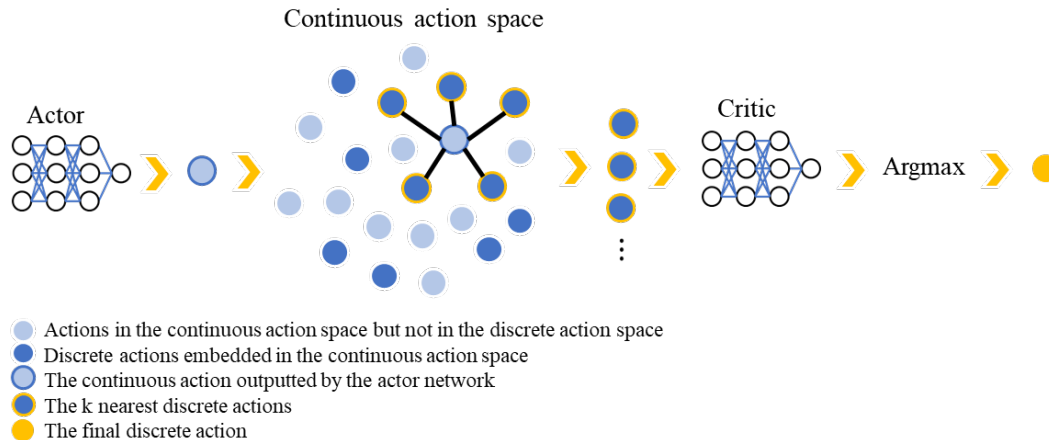 Continuous action space
Actor
Critic
Argmax
⋮
Actions in the continuous action space but not in the discrete action space
Discrete actions embedded in the continuous action space
The continuous action outputted by the actor network
The k nearest discrete actions
The final discrete action